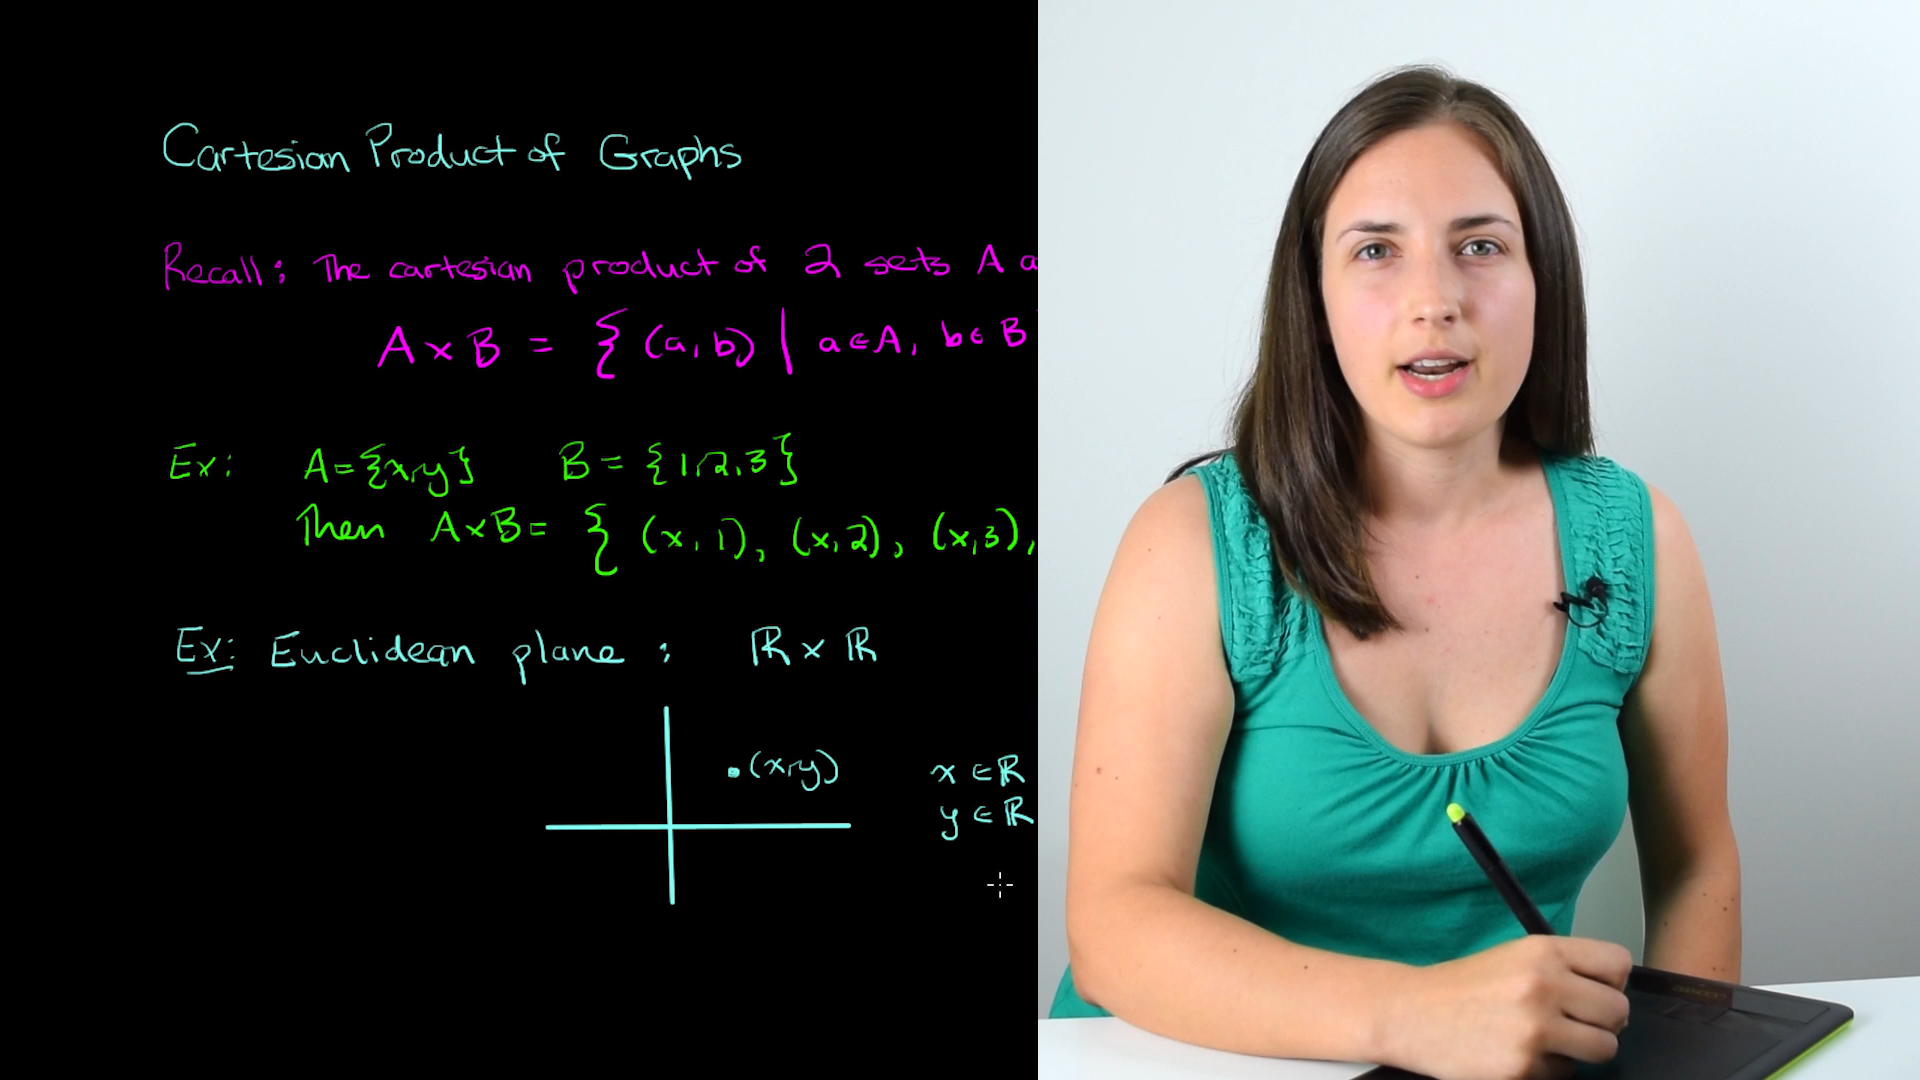 Cartesian Product of Graphs
Recall: The cartesian product of 2 sets A a
A × B = { (a, b) | a ∈ A, b ∈ B
Ex: A = {x, y} B = {1, 2, 3}
Then A × B = { (x, 1), (x, 2), (x, 3),
Ex: Euclidean plane : ℝ × ℝ
(x, y) x ∈ ℝ
y ∈ ℝ